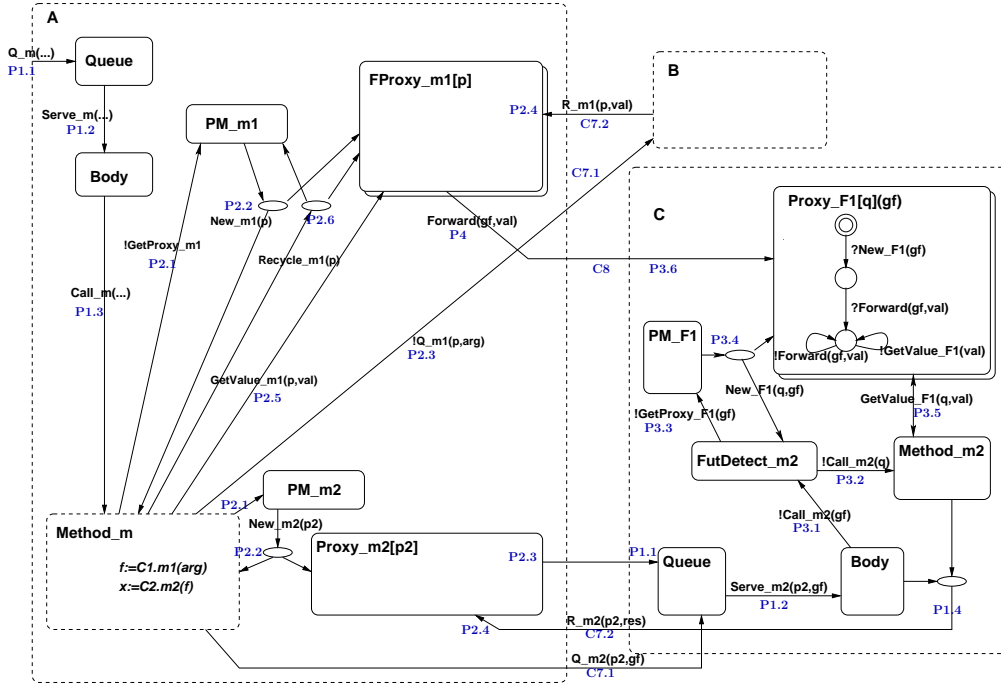 A
Q_m(...)
P1.1
Queue
Serve_m(...)
P1.2
Body
PM_m1
FProxy_m1[p]
P2.4
R_m1(p,val)
C7.2
B
C7.1
P2.2
New_m1(p)
P2.6
!GetProxy_m1
P2.1
Recycle_m1(p)
Forward(gf,val)
P4
C8
P3.6
Call_m(...)
P1.3
!Q_m1(p,arg)
P2.3
GetValue_m1(p,val)
P2.5
C
Proxy_F1[q](gf)
?New_F1(gf)
?Forward(gf,val)
!Forward(gf,val)
!GetValue_F1(val)
PM_F1
P3.4
New_F1(q,gf)
!GetProxy_F1(gf)
P3.3
GetValue_F1(q,val)
P3.5
FutDetect_m2
!Call_m2(q)
P3.2
Method_m2
!Call_m2(gf)
P3.1
P2.1
PM_m2
New_m2(p2)
P2.2
Method_m
f:=C1.m1(arg)
x:=C2.m2(f)
Proxy_m2[p2]
P2.3
P1.1
Queue
Serve_m2(p2,gf)
P1.2
Body
P1.4
P2.4
R_m2(p2,res)
C7.2
Q_m2(p2,gf)
C7.1